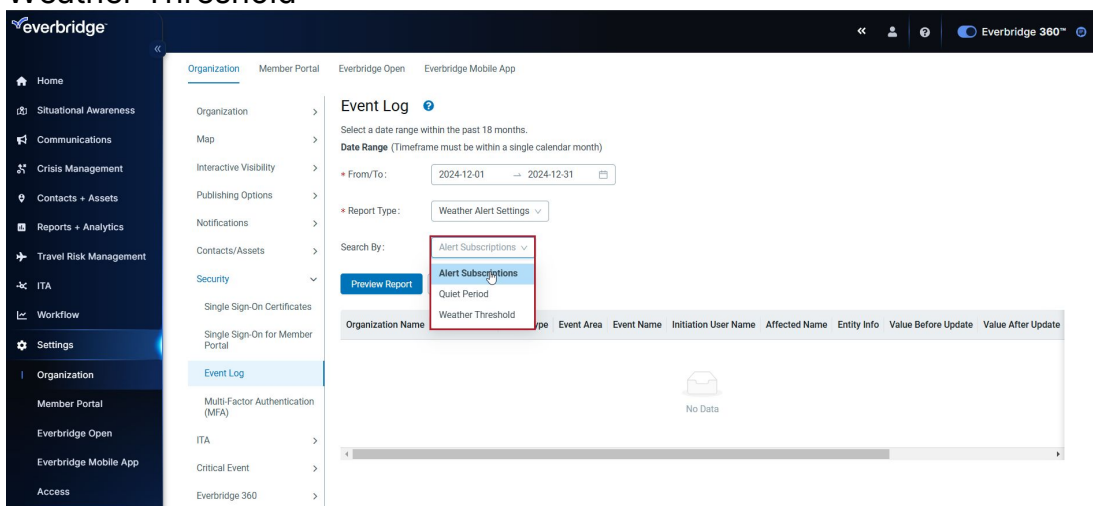 Weather Threshold
everbridge
Everbridge 360™
Home
Situational Awareness
Communications
Crisis Management
Contacts + Assets
Reports + Analytics
Travel Risk Management
ITA
Workflow
Settings
Organization
Member Portal
Everbridge Open
Everbridge Mobile App
Access
Organization Member Portal Everbridge Open Everbridge Mobile App
Organization
Map
Interactive Visibility
Publishing Options
Notifications
Contacts/Assets
Security
Single Sign-On Certificates
Single Sign-On for Member
Portal
Event Log
Multi-Factor Authentication
(MFA)
ITA
Critical Event
Everbridge 360
Event Log
Select a date range within the past 18 months.
Date Range (Timeframe must be within a single calendar month)
* From/To: 2024-12-01 → 2024-12-31
* Report Type: Weather Alert Settings
Search By: Alert Subscriptions
Alert Subscriptions
Quiet Period
Weather Threshold
Preview Report
Organization Name Event Area Event Name Initiation User Name Affected Name Entity Info Value Before Update Value After Update
No Data